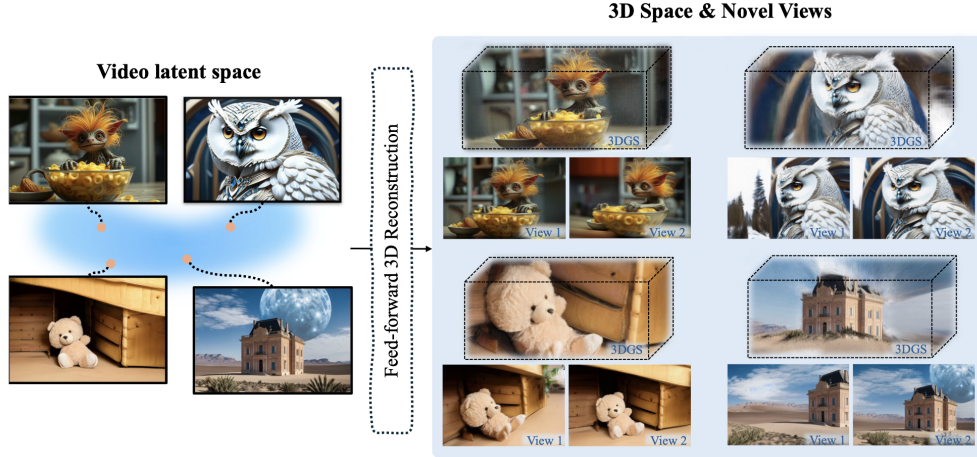 3D Space & Novel Views
Video latent space
Feed-forward 3D Reconstruction
3DGS
3DGS
View 1
View 2
View 1
View 2
3DGS
3DGS
View 1
View 2
View 1
View 2